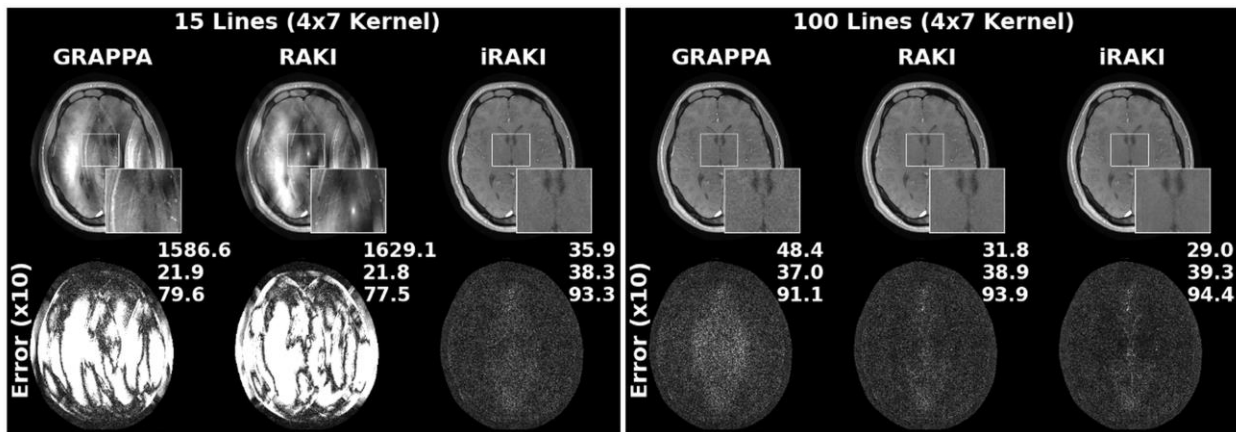 15 Lines (4x7 Kernel)
GRAPPA RAKI iRAKI
1586.6 1629.1 35.9
21.9 21.8 38.3
79.6 77.5 93.3
Error (x10)
100 Lines (4x7 Kernel)
GRAPPA RAKI iRAKI
48.4 31.8 29.0
37.0 38.9 39.3
91.1 93.9 94.4
Error (x10)